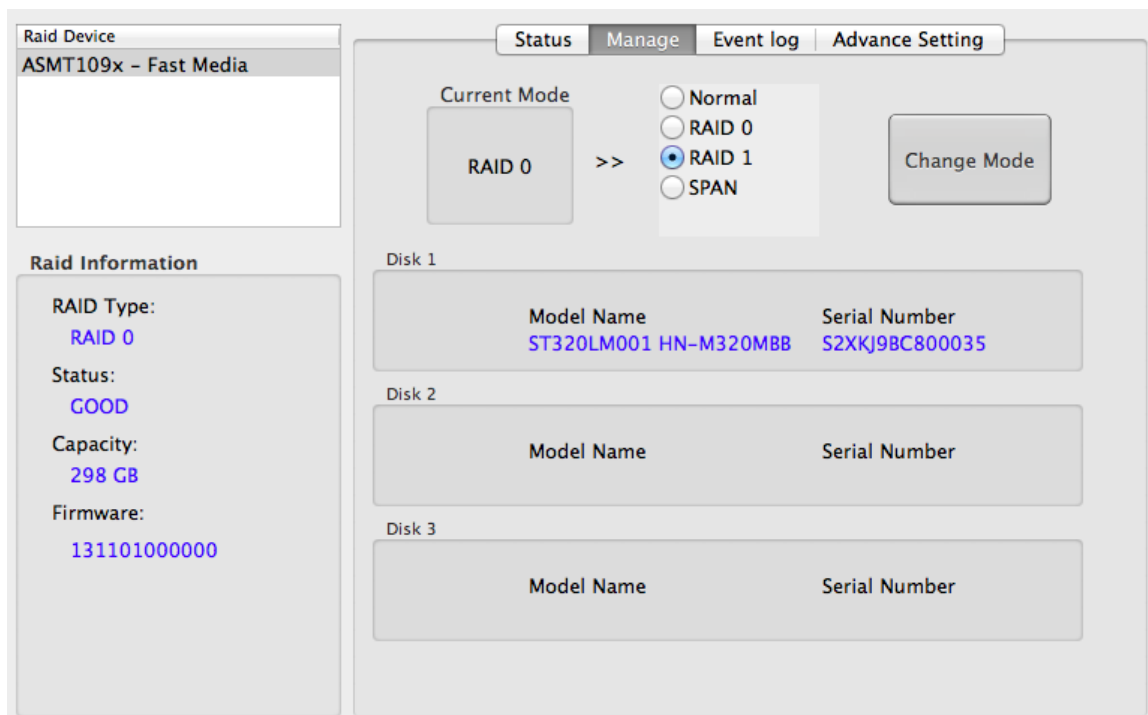 Raid Device
ASMT109x – Fast Media
Raid Information
RAID Type:
RAID 0
Status:
GOOD
Capacity:
298 GB
Firmware:
131101000000
Status Manage Event log Advance Setting
Current Mode
RAID 0
>>
Normal
RAID 0
RAID 1
SPAN
Change Mode
Disk 1
Model Name Serial Number
ST320LM001 HN–M320MBB S2XKJ9BC800035
Disk 2
Model Name Serial Number
Disk 3
Model Name Serial Number